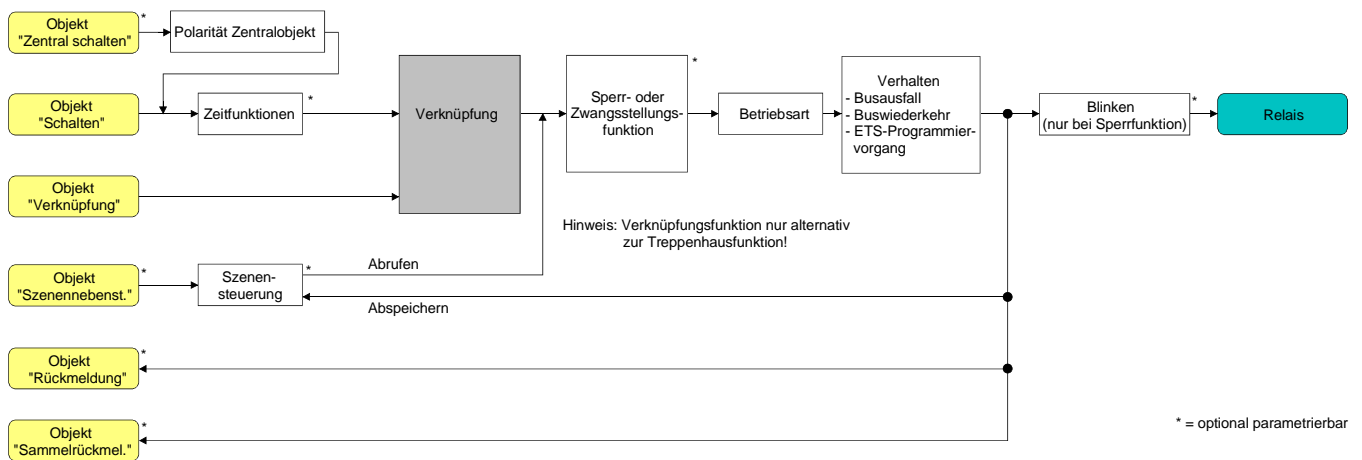 Objekt
"Zentral schalten"
*
Polarität Zentralobjekt
Objekt
"Schalten"
Zeitfunktionen
*
Verknüpfung
Sperr- oder
Zwangsstellungs-
funktion
*
Betriebsart
Verhalten
- Busausfall
- Buswiederkehr
- ETS-Programmier-
vorgang
Blinken
(nur bei Sperrfunktion)
*
Relais
Objekt
"Verknüpfung"
Hinweis: Verknüpfungsfunktion nur alternativ
zur Treppenhausfunktion!
Objekt
"Szenennebenst."
*
Szenen-
steuerung
*
Abrufen
Abspeichern
Objekt
"Rückmeldung"
*
Objekt
"Sammelrückmel."
*
* = optional parametrierbar